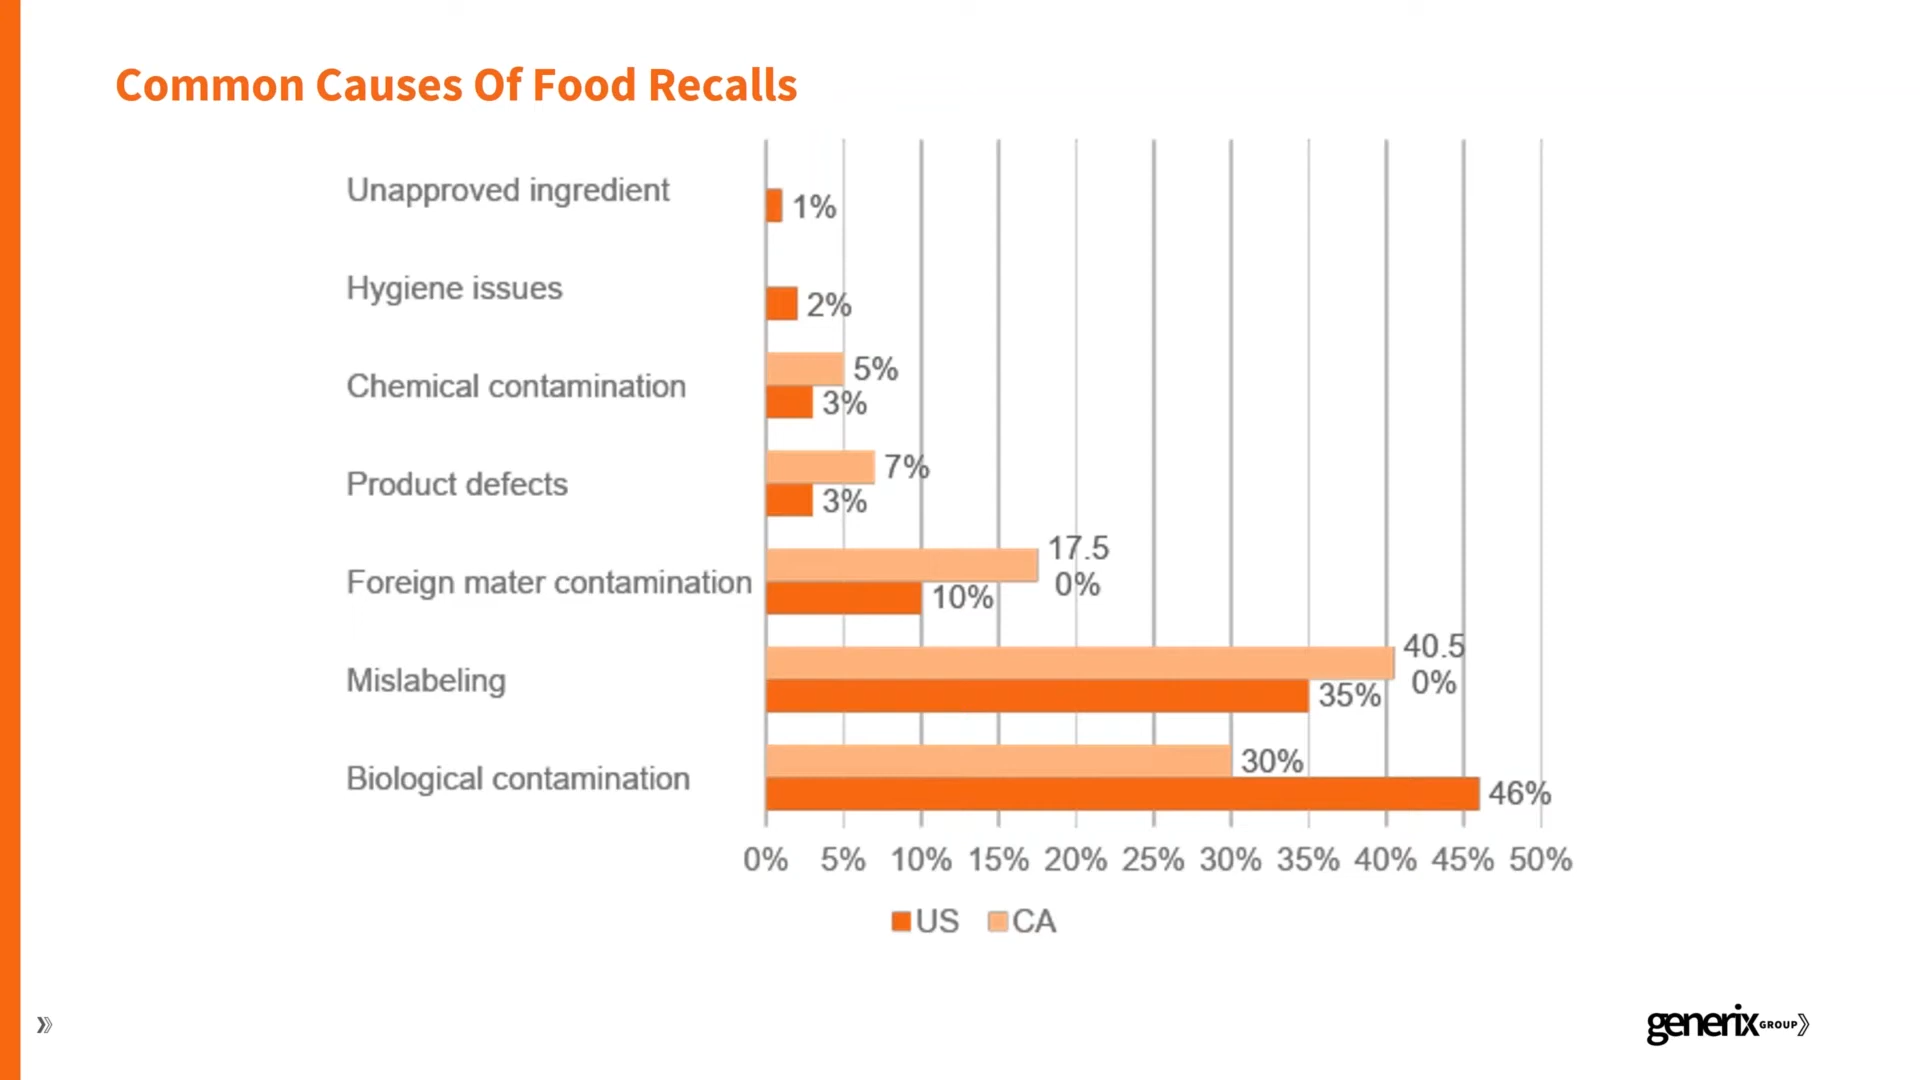 Common Causes Of Food Recalls
Unapproved ingredient
1%
Hygiene issues
2%
Chemical contamination
5%
3%
Product defects
7%
3%
Foreign mater contamination
17.5
0%
10%
Mislabeling
40.5
0%
35%
Biological contamination
30%
46%
0% 5% 10% 15% 20% 25% 30% 35% 40% 45% 50%
US CA
generix GROUP